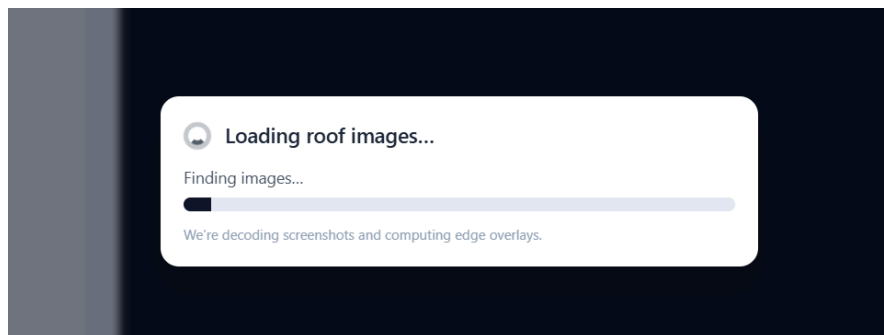 Loading roof images...
Finding images...
We're decoding screenshots and computing edge overlays.